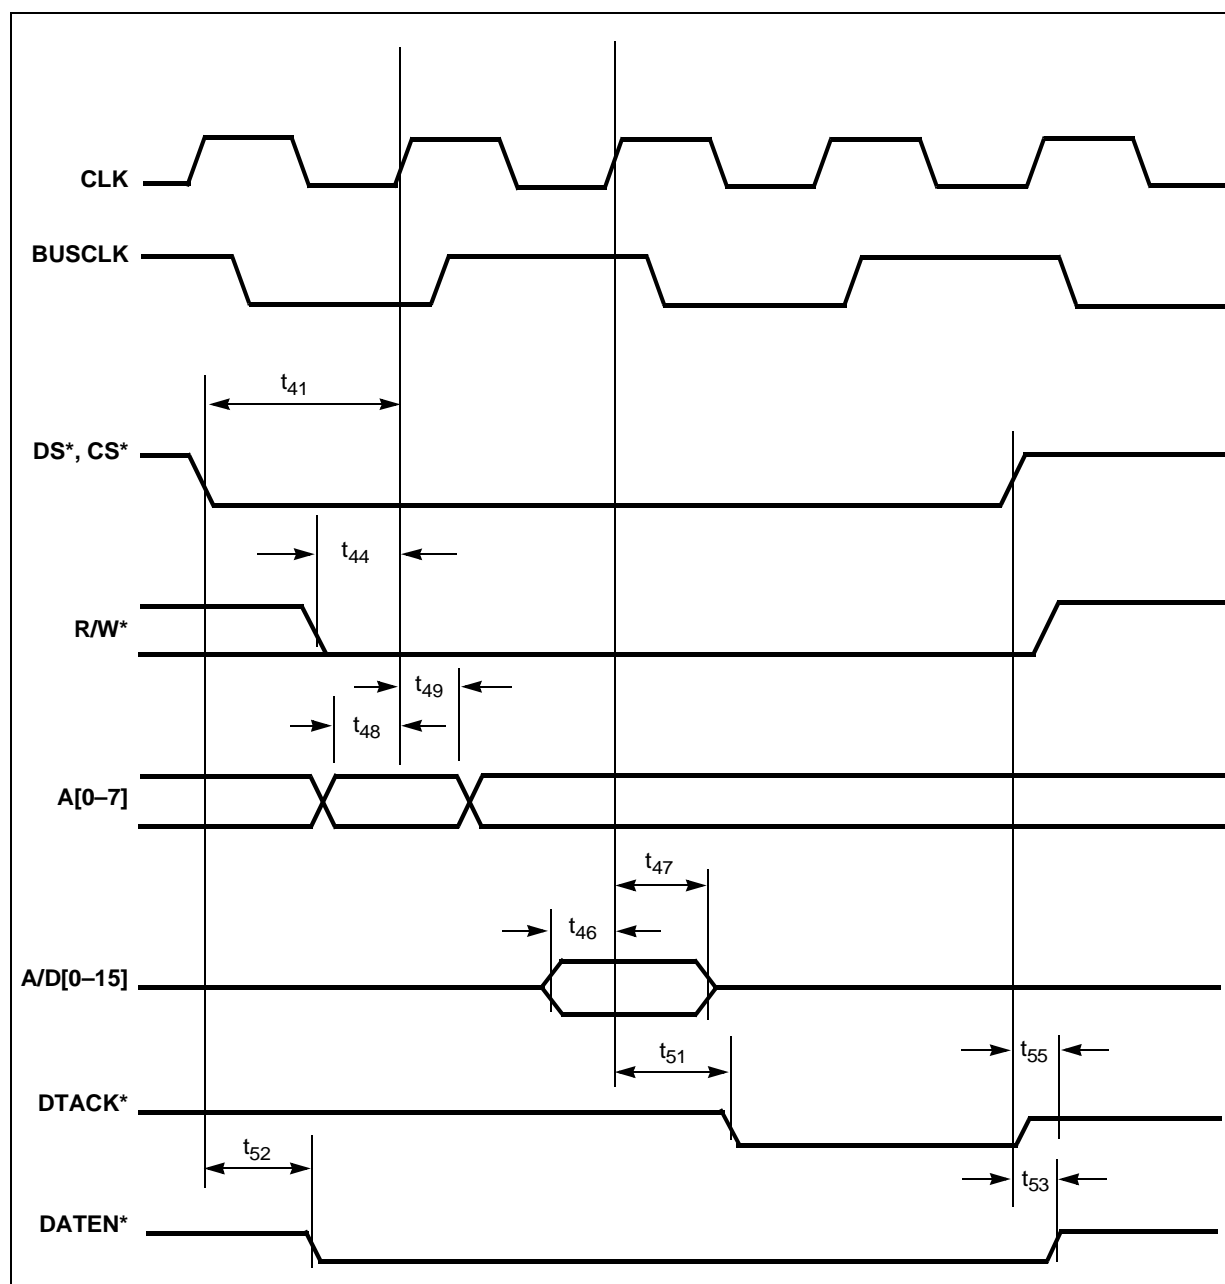 CLK
BUSCLK
t41
DS*, CS*
t44
R/W*
t49
t48
A[0–7]
t47
t46
A/D[0–15]
t51
t55
DTACK*
t52
t53
DATEN*